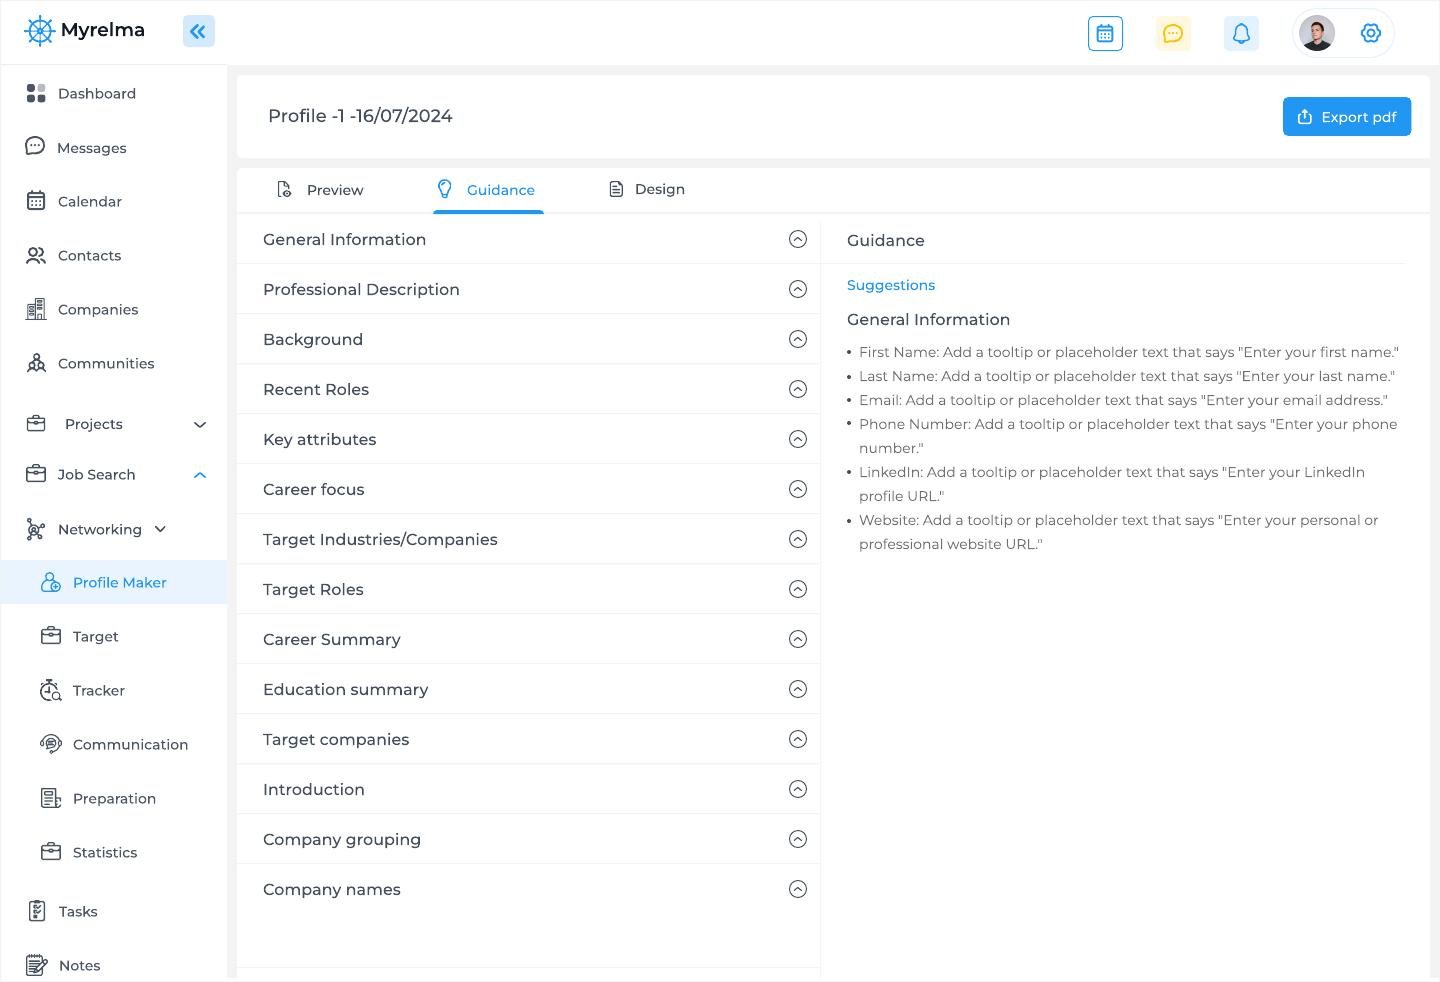 Myrelma
Dashboard
Messages
Calendar
Contacts
Companies
Communities
Projects
Job Search
Networking
Profile Maker
Target
Tracker
Communication
Preparation
Statistics
Tasks
Notes
Profile -1 -16/07/2024
Export pdf
Preview
Guidance
Design
General Information
Professional Description
Background
Recent Roles
Key attributes
Career focus
Target Industries/Companies
Target Roles
Career Summary
Education summary
Target companies
Introduction
Company grouping
Company names
Guidance
Suggestions
General Information
• First Name: Add a tooltip or placeholder text that says "Enter your first name."
• Last Name: Add a tooltip or placeholder text that says "Enter your last name."
• Email: Add a tooltip or placeholder text that says "Enter your email address."
• Phone Number: Add a tooltip or placeholder text that says "Enter your phone
number."
• LinkedIn: Add a tooltip or placeholder text that says "Enter your LinkedIn
profile URL."
• Website: Add a tooltip or placeholder text that says "Enter your personal or
professional website URL."